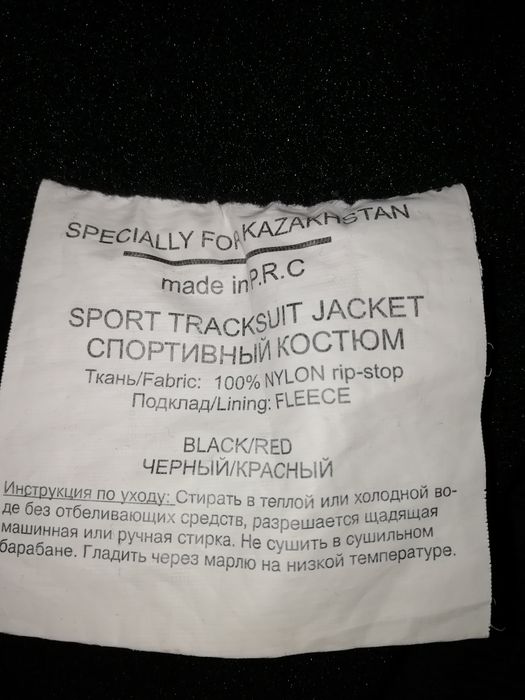 SPECIALLY FOR KAZAKHSTAN
made in P.R.C
SPORT TRACKSUIT JACKET
СПОРТИВНЫЙ КОСТЮМ
Ткань/Fabric: 100% NYLON rip-stop
Подклад/Lining: FLEECE
BLACK/RED
ЧЕРНЫЙ/КРАСНЫЙ
Инструкция по уходу: Стирать в теплой или холодной во-
де без отбеливающих средств, разрешается щадящая
машинная или ручная стирка. Не сушить в сушильном
барабане. Гладить через марлю на низкой температуре.